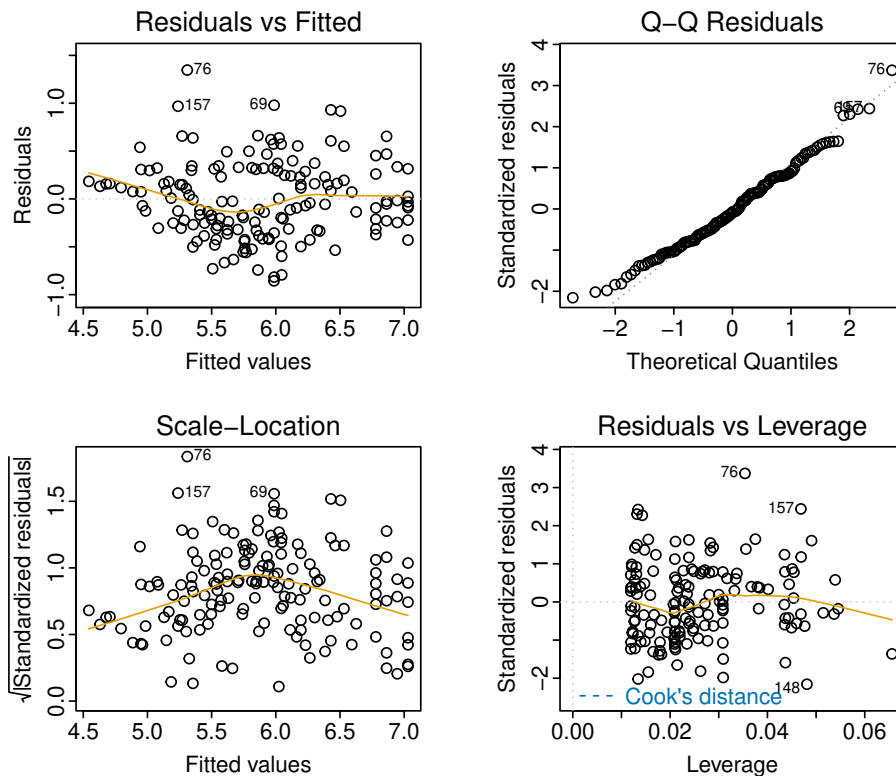 Residuals vs Fitted
Residuals
1.0
0.0
−1.0
76
157
69
4.5 5.0 5.5 6.0 6.5 7.0
Fitted values
Q−Q Residuals
Standardized residuals
4
3
2
1
0
−2
76
157
−2 −1 0 1 2
Theoretical Quantiles
Scale−Location
√|Standardized residuals|
1.5
1.0
0.5
0.0
76
157
69
4.5 5.0 5.5 6.0 6.5 7.0
Fitted values
Residuals vs Leverage
Standardized residuals
4
3
2
1
0
−2
76
157
148
Cook's distance
0.00 0.02 0.04 0.06
Leverage